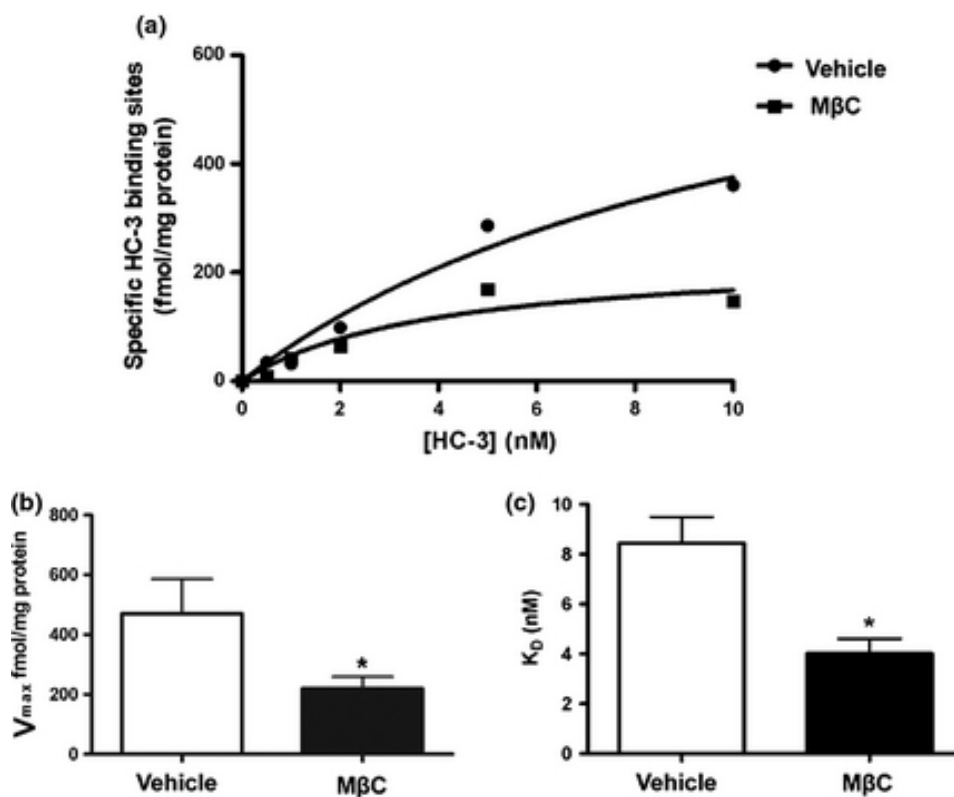 (a)
Specific HC-3 binding sites
(fmol/mg protein)
600
400
200
0
0
2
4
6
8
10
[HC-3] (nM)
Vehicle
MβC
(b)
Vmax fmol/mg protein
800
600
400
200
0
*
Vehicle
MβC
(c)
KD (nM)
10
8
6
4
2
0
*
Vehicle
MβC